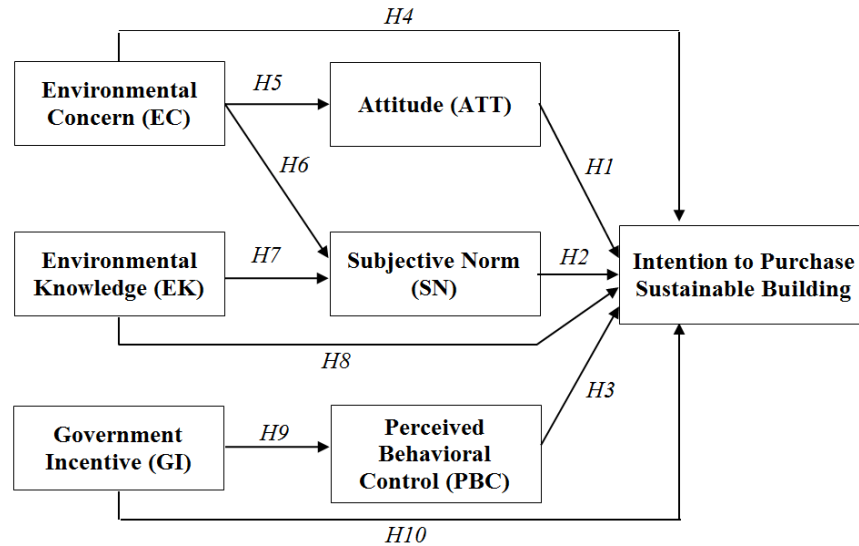 H4
Environmental
Concern (EC)
H5
Attitude (ATT)
H6
H1
Environmental
Knowledge (EK)
H7
Subjective Norm
(SN)
H2
Intention to Purchase
Sustainable Building
H8
H3
Government
Incentive (GI)
H9
Perceived
Behavioral
Control (PBC)
H10